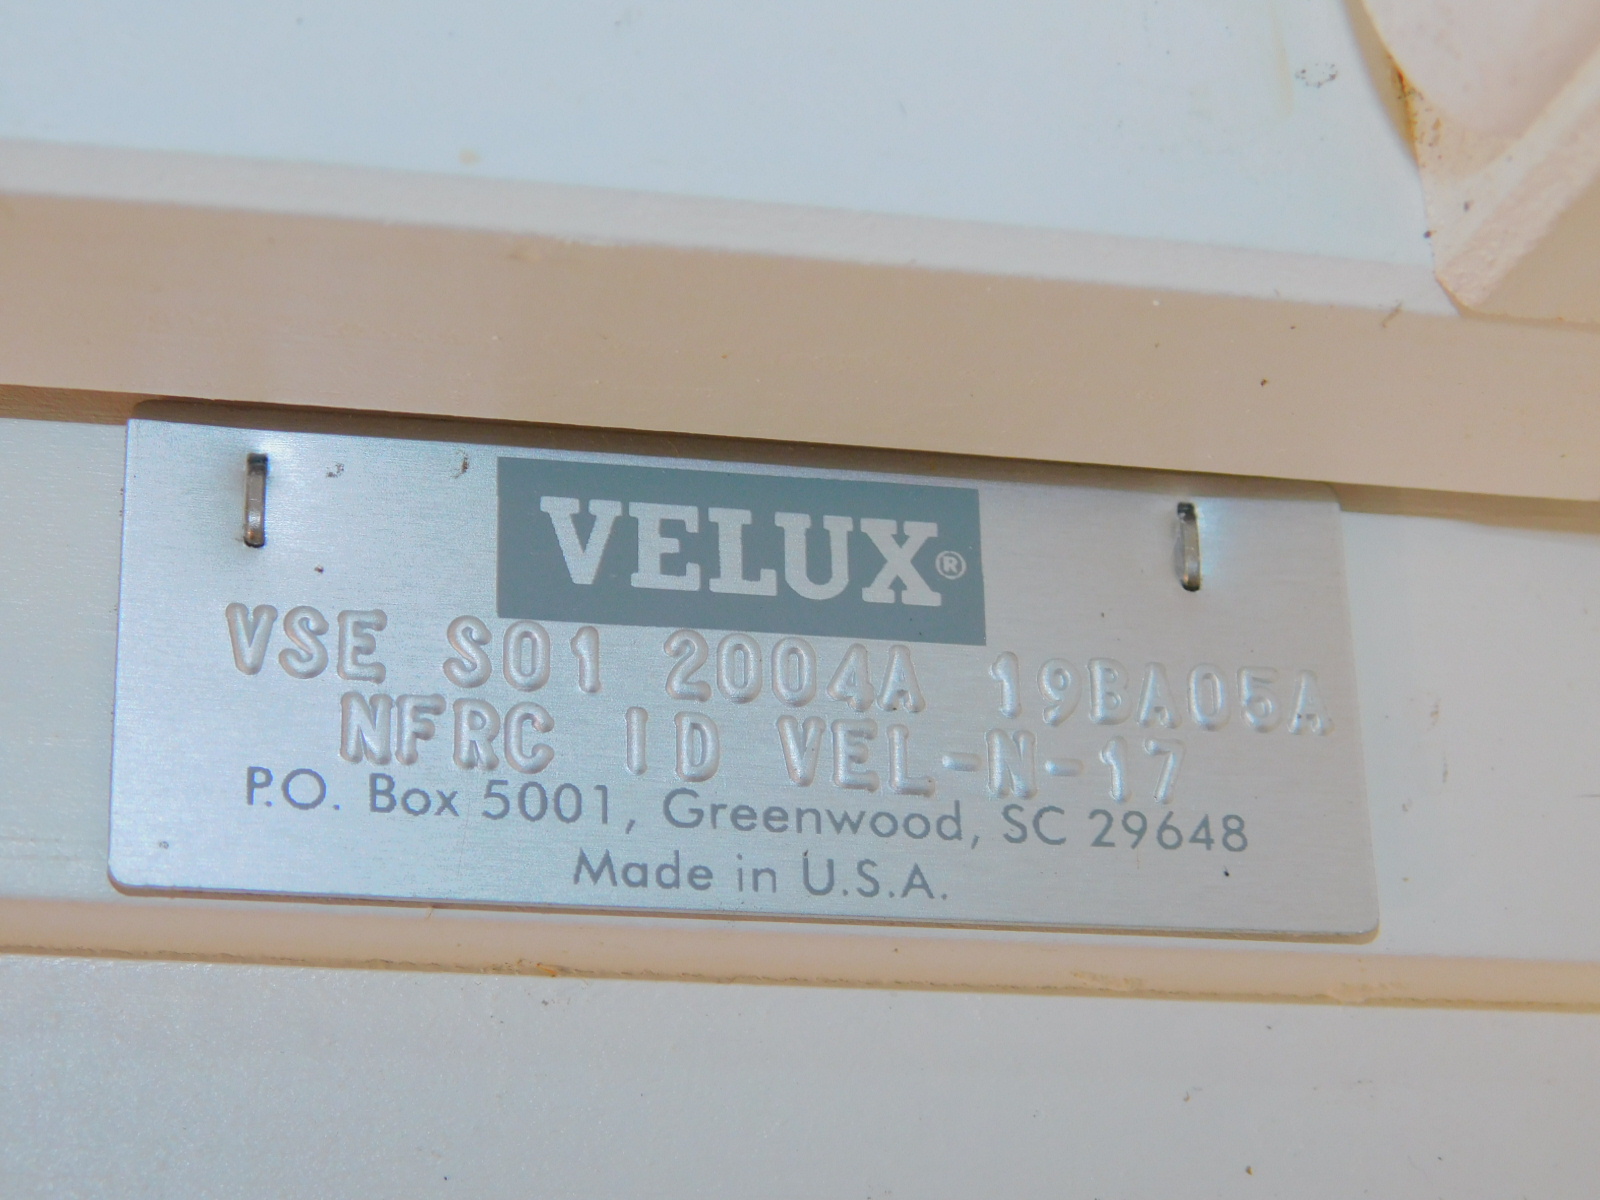 VELUX®
VSE S01 2004A 19BA05A
NFRC ID VEL-N-17
P.O. Box 5001, Greenwood, SC 29648
Made in U.S.A.